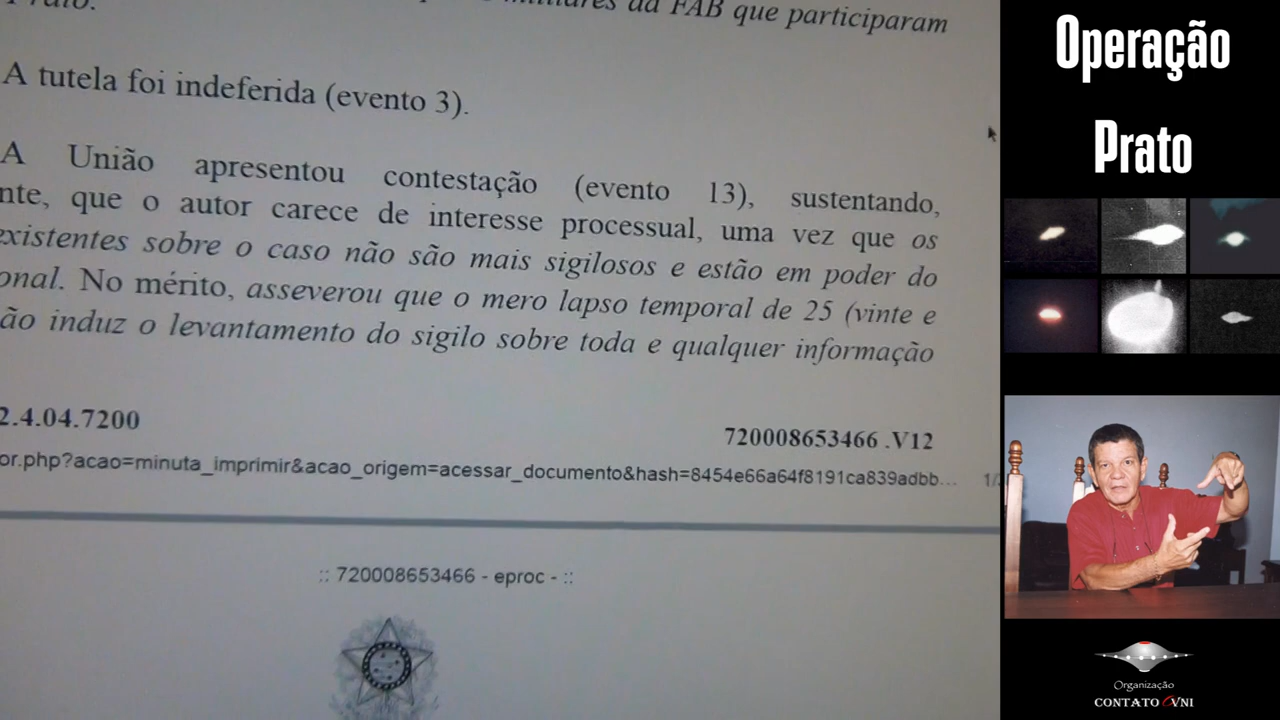 Prato.
militares da FAB que participaram
A tutela foi indeferida (evento 3).
A União apresentou contestação (evento 13), sustentando,
nte, que o autor carece de interesse processual, uma vez que os
existentes sobre o caso não são mais sigilosos e estão em poder do
onal. No mérito, asseverou que o mero lapso temporal de 25 (vinte e
ão induz o levantamento do sigilo sobre toda e qualquer informação
2.4.04.7200
720008653466 .V12
or.php?acao=minuta_imprimir&acao_origem=acessar_documento&hash=8454e66a64f8191ca839adbb...
:: 720008653466 - eproc - ::
Operação
Prato
Organização
CONTATO OVNI